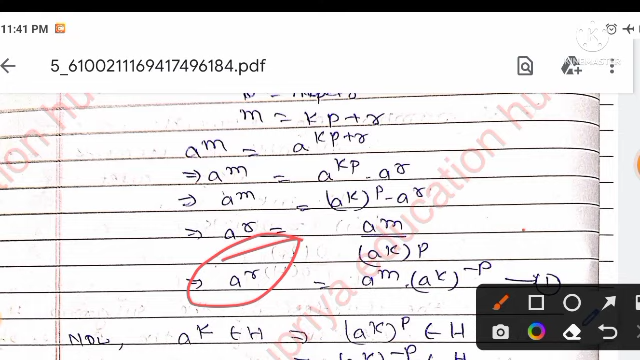 11:41 PM
5_6100211169417496184.pdf
m = kp+r
a^m = a^{kp+r}
⇒ a^m = a^{kp} · a^r
⇒ a^m = (a^k)^p · a^r
⇒ a^r = a^m / (a^k)^p
⇒ a^r = a^m · (a^k)^{-p} —①
Now, a^k ∈ H ⇒ (a^k)^p ∈ H
⇒ (a^k)^{-p} ∈ H